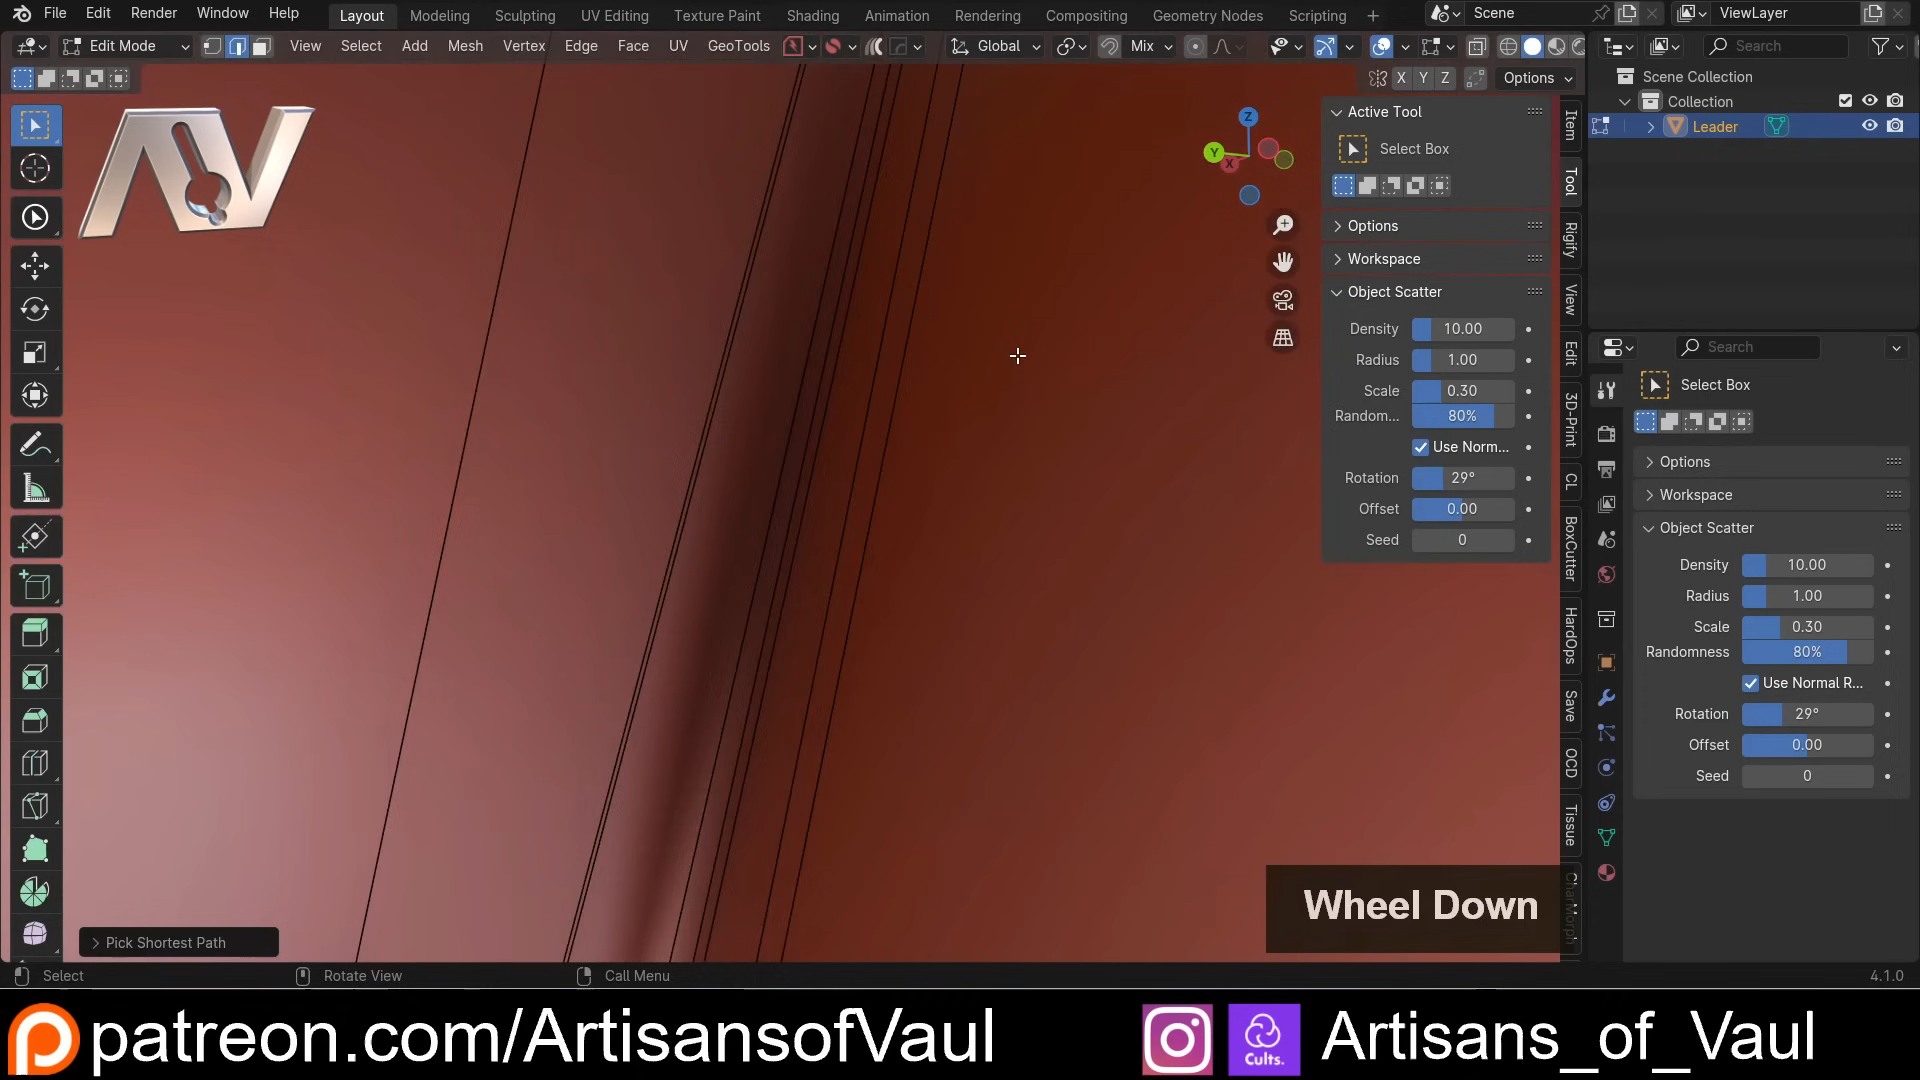 File Edit Render Window Help Layout Modeling Sculpting UV Editing Texture Paint Shading Animation Rendering Compositing Geometry Nodes Scripting + Scene ViewLayer
Edit Mode View Select Add Mesh Vertex Edge Face UV GeoTools Global Mix Search
X Y Z Options
Scene Collection
Collection
Leader
AV
Z
Y
X
Active Tool
Select Box
Options
Workspace
Object Scatter
Density 10.00
Radius 1.00
Scale 0.30
Random... 80%
Use Norm...
Rotation 29°
Offset 0.00
Seed 0
Item
Tool
Rigify
View
Edit
3D-Print
CL
BoxCutter
HardOps
Save
OCD
Tissue
CharMorph
Search
Select Box
Options
Workspace
Object Scatter
Density 10.00
Radius 1.00
Scale 0.30
Randomness 80%
Use Normal R...
Rotation 29°
Offset 0.00
Seed 0
Wheel Down
Pick Shortest Path
Select Rotate View Call Menu 4.1.0
patreon.com/ArtisansofVaul Cults. Artisans_of_Vaul